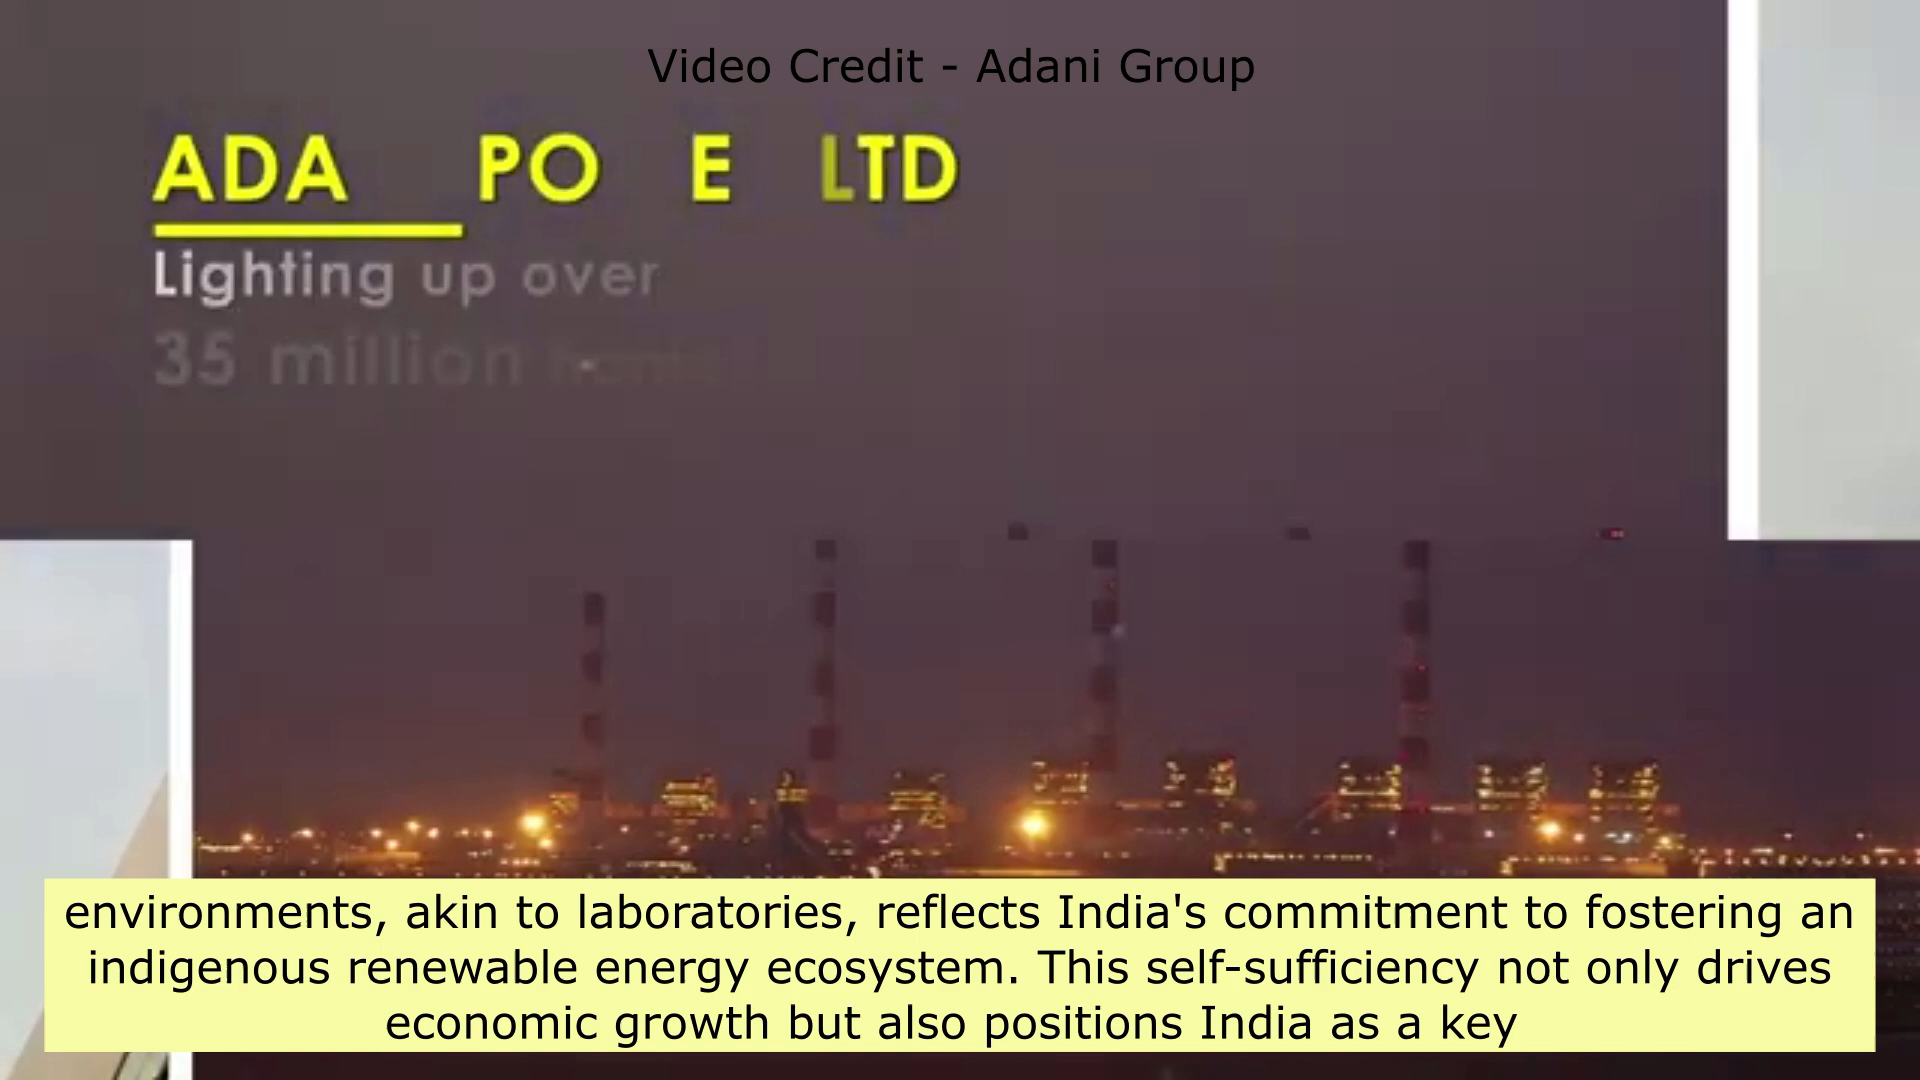 Video Credit - Adani Group
ADA PO E LTD
Lighting up over
35 million
environments, akin to laboratories, reflects India's commitment to fostering an
indigenous renewable energy ecosystem. This self-sufficiency not only drives
economic growth but also positions India as a key